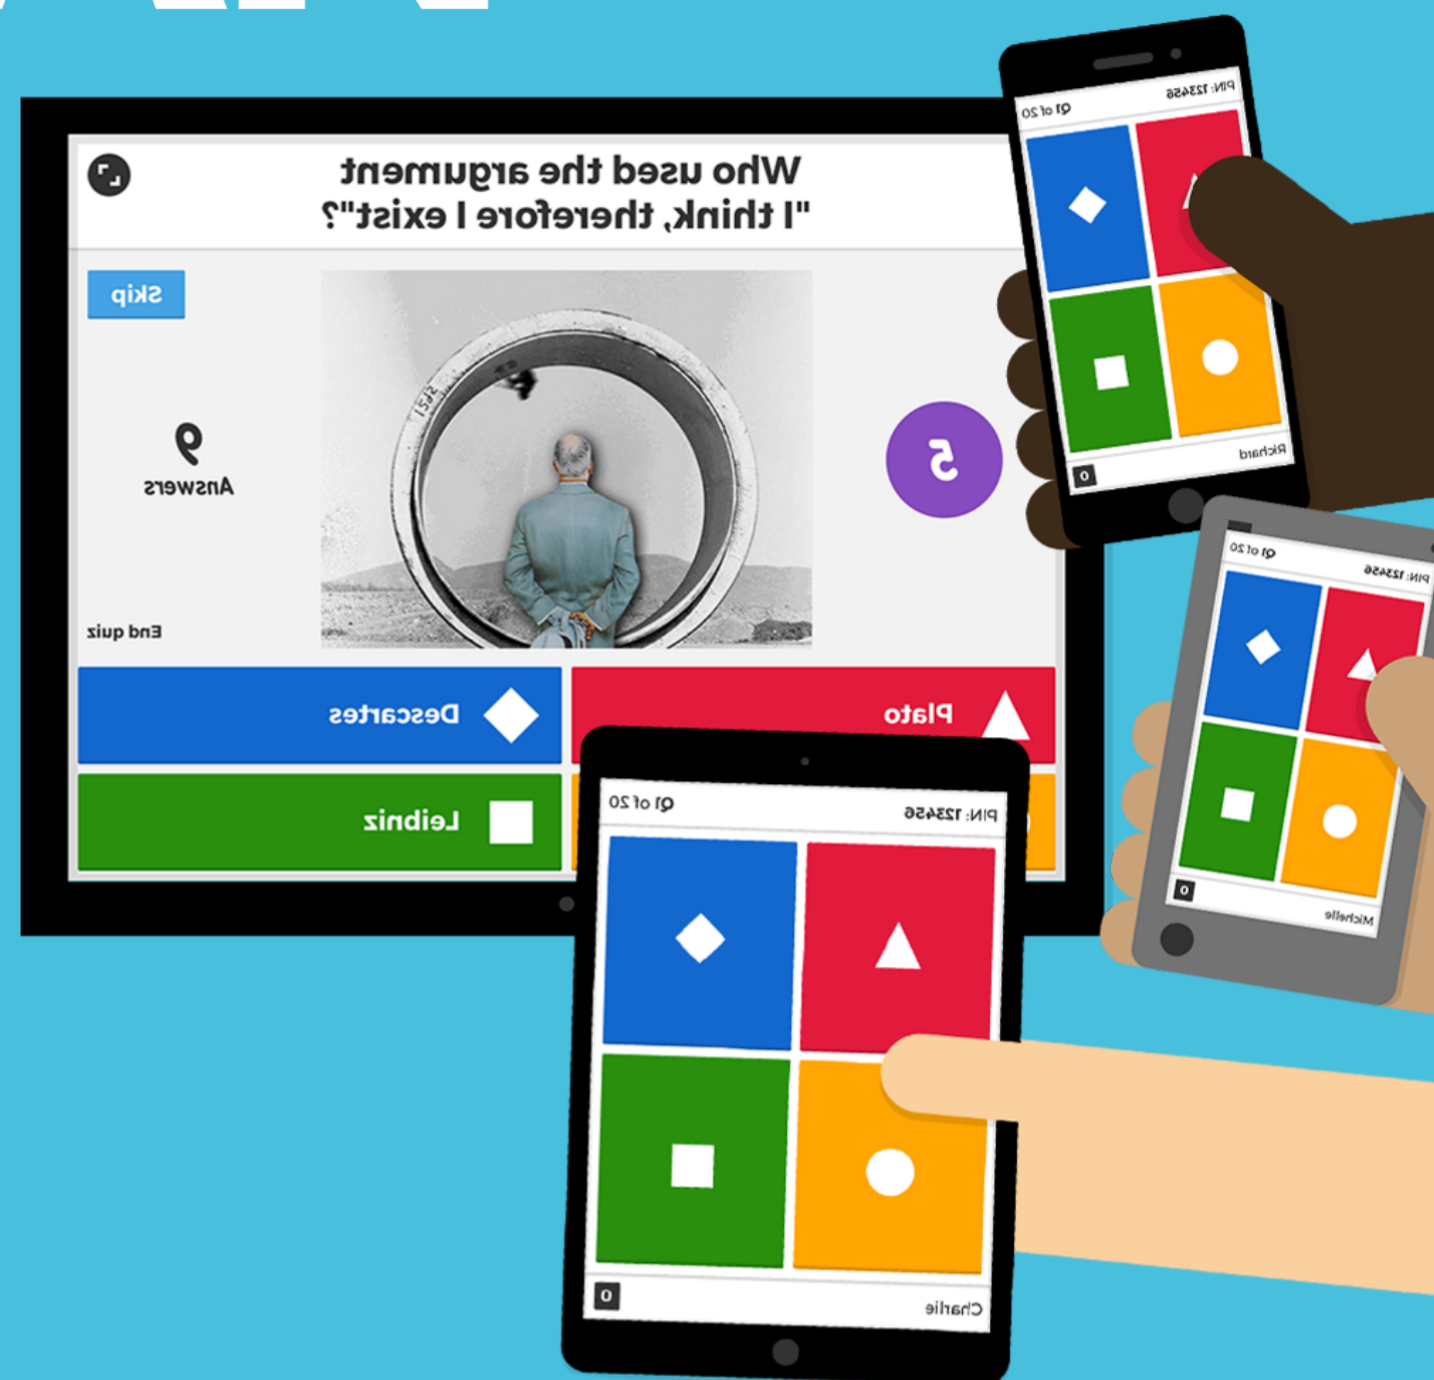 Who used the argument
"I think, therefore I exist"?
Skip
5
9
Answers
End quiz
Plato
Descartes
Leibniz
PIN: 123456
Q1 of 20
Richard
0
PIN: 123456
Q1 of 20
Michelle
0
PIN: 123456
Q1 of 20
Charlie
0